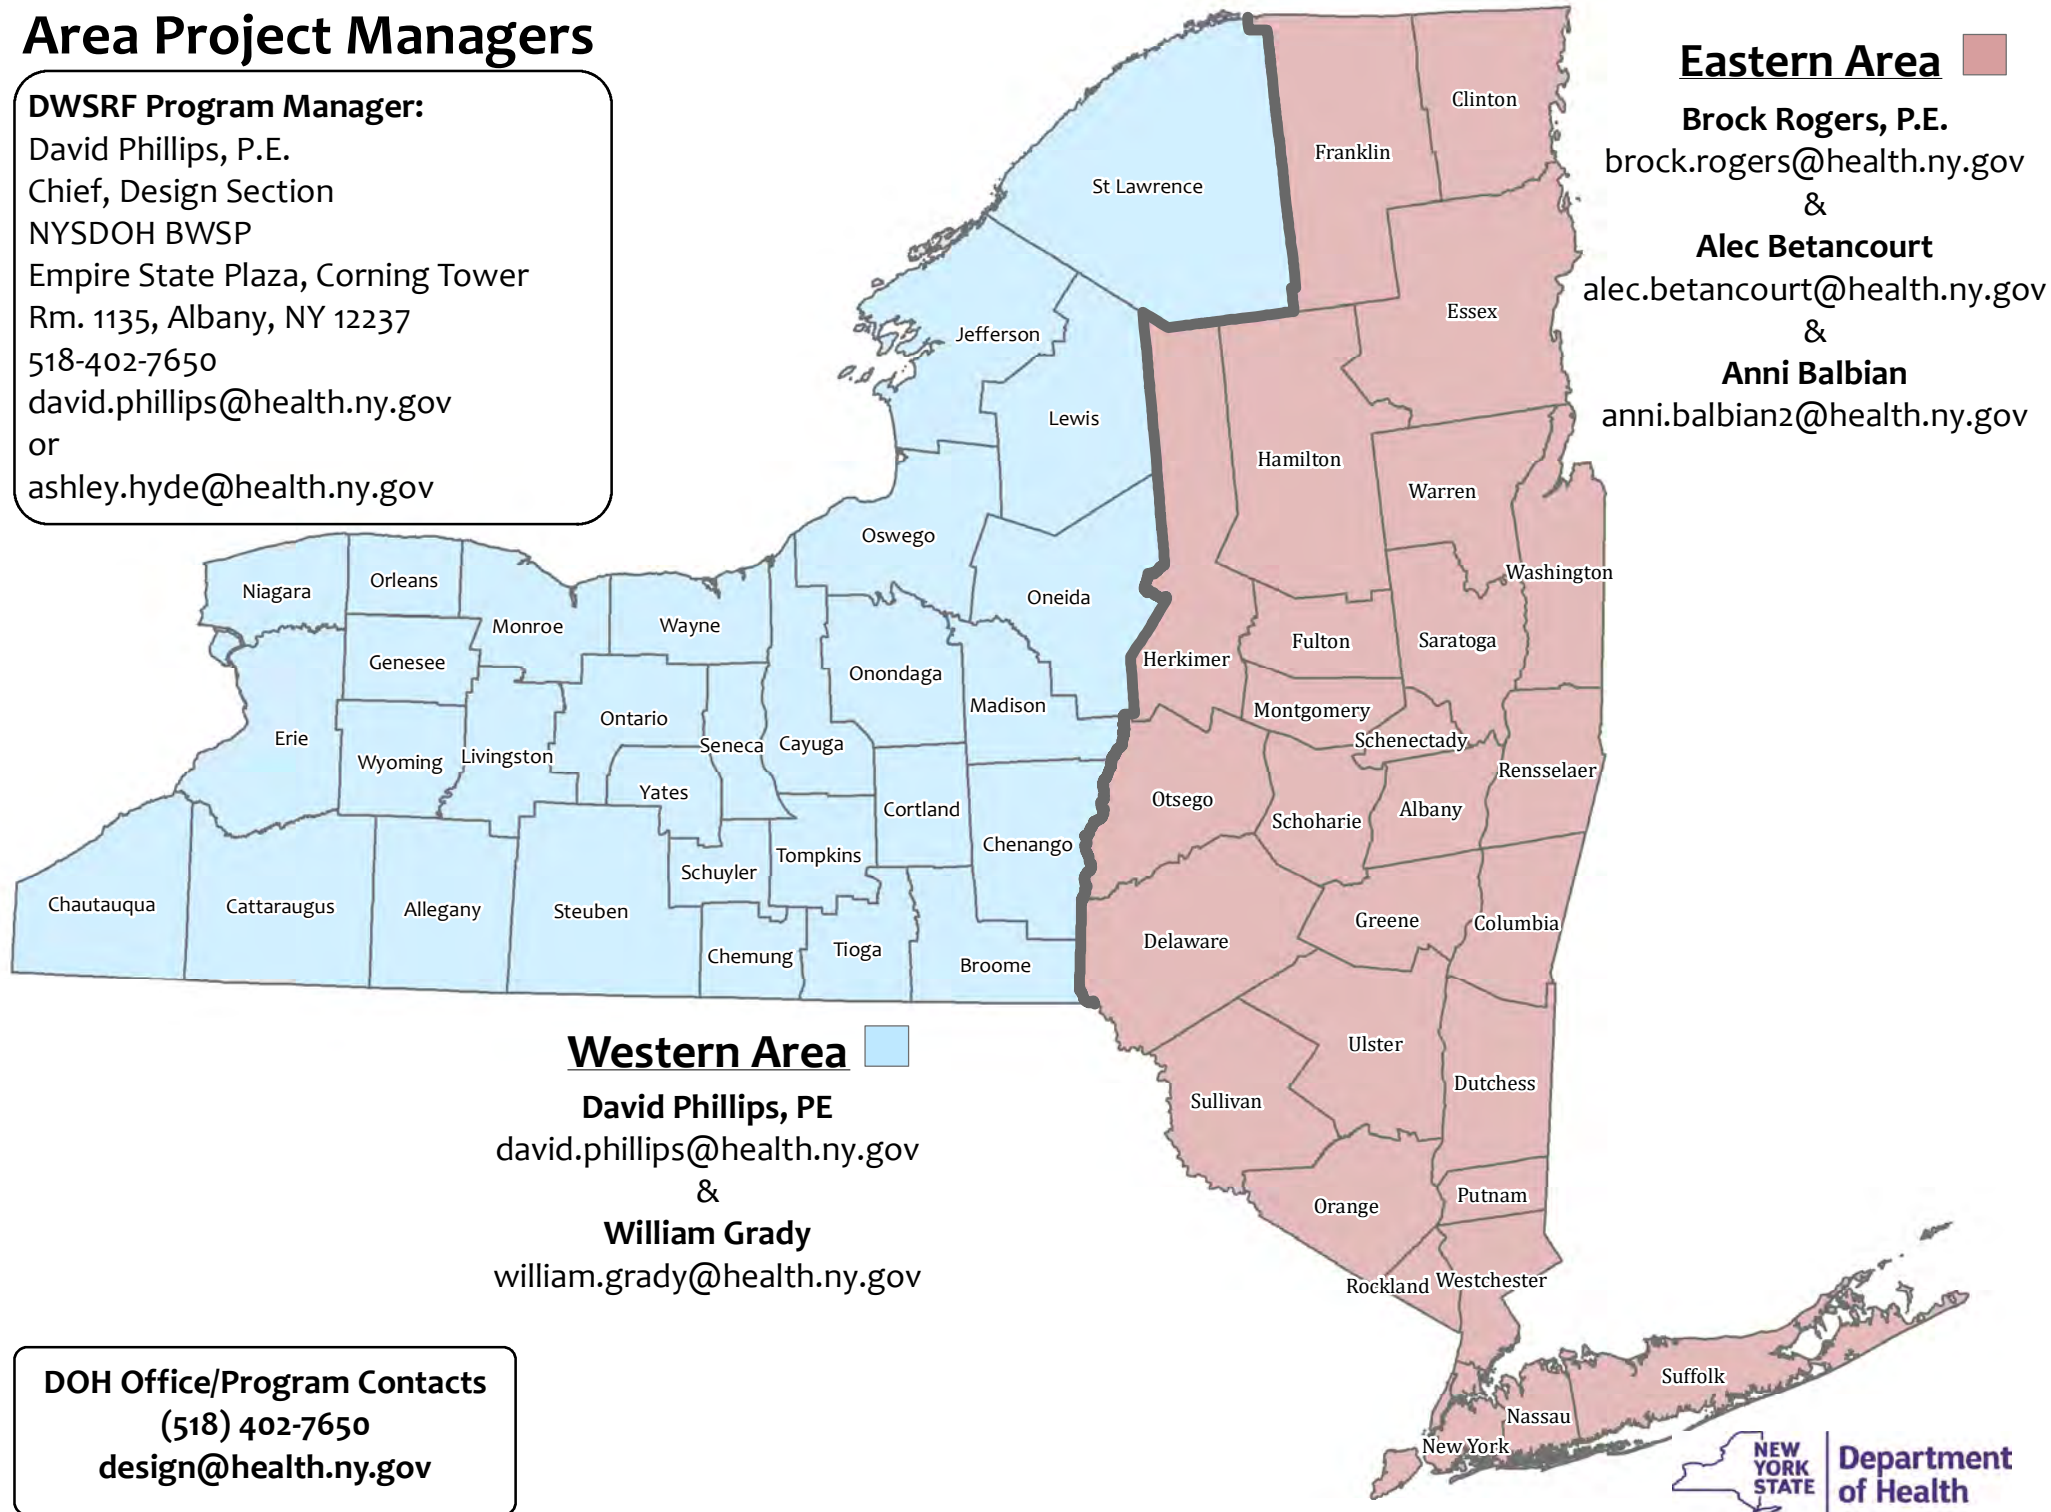 Area Project Managers
DWSRF Program Manager:
David Phillips, P.E.
Chief, Design Section
NYSDOH BWSP
Empire State Plaza, Corning Tower
Rm. 1135, Albany, NY 12237
518-402-7650
david.phillips@health.ny.gov
or
ashley.hyde@health.ny.gov
Eastern Area
Brock Rogers, P.E.
brock.rogers@health.ny.gov
&
Alec Betancourt
alec.betancourt@health.ny.gov
&
Anni Balbian
anni.balbian2@health.ny.gov
Clinton
Franklin
St Lawrence
Essex
Jefferson
Lewis
Hamilton
Warren
Oswego
Washington
Niagara
Orleans
Oneida
Monroe
Wayne
Fulton
Saratoga
Genesee
Onondaga
Herkimer
Madison
Montgomery
Ontario
Erie
Wyoming
Livingston
Seneca
Cayuga
Schenectady
Rensselaer
Yates
Cortland
Otsego
Schoharie
Albany
Chenango
Tompkins
Schuyler
Chautauqua
Cattaraugus
Allegany
Steuben
Greene
Columbia
Delaware
Chemung
Tioga
Broome
Ulster
Dutchess
Sullivan
Putnam
Orange
Rockland
Westchester
Suffolk
Nassau
New York
Western Area
David Phillips, PE
david.phillips@health.ny.gov
&
William Grady
william.grady@health.ny.gov
DOH Office/Program Contacts
(518) 402-7650
design@health.ny.gov
NEW
YORK
STATE
Department
of Health